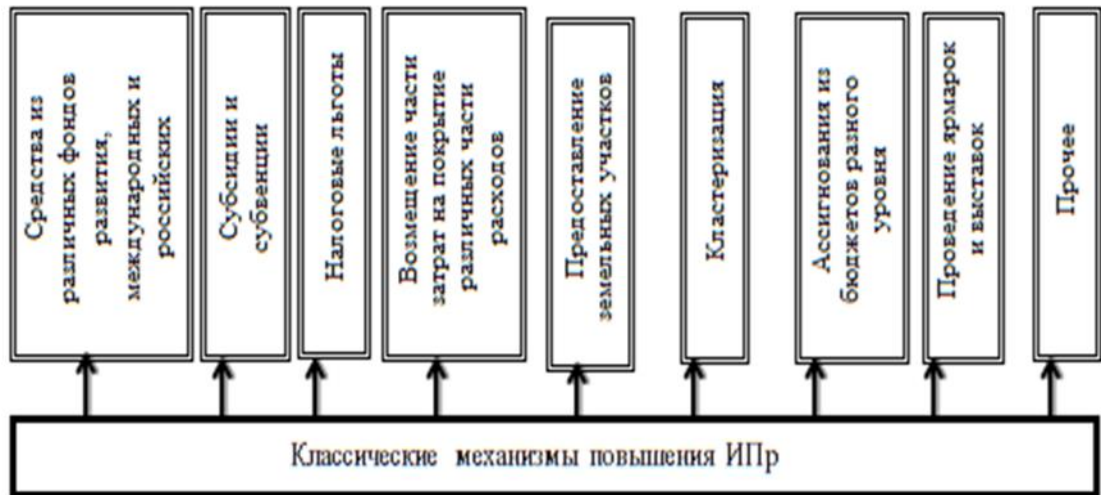 Средства из
различных фондов
развития,
международных и
российских
Субсидии и
субвенции
Налоговые льготы
Возмещение части
затрат на покрытие
различных части
расходов
Предоставление
земельных участков
Кластеризация
Ассигнования из
бюджетов разного
уровня
Проведение ярмарок
и выставок
Прочее
Классические механизмы повышения ИПр